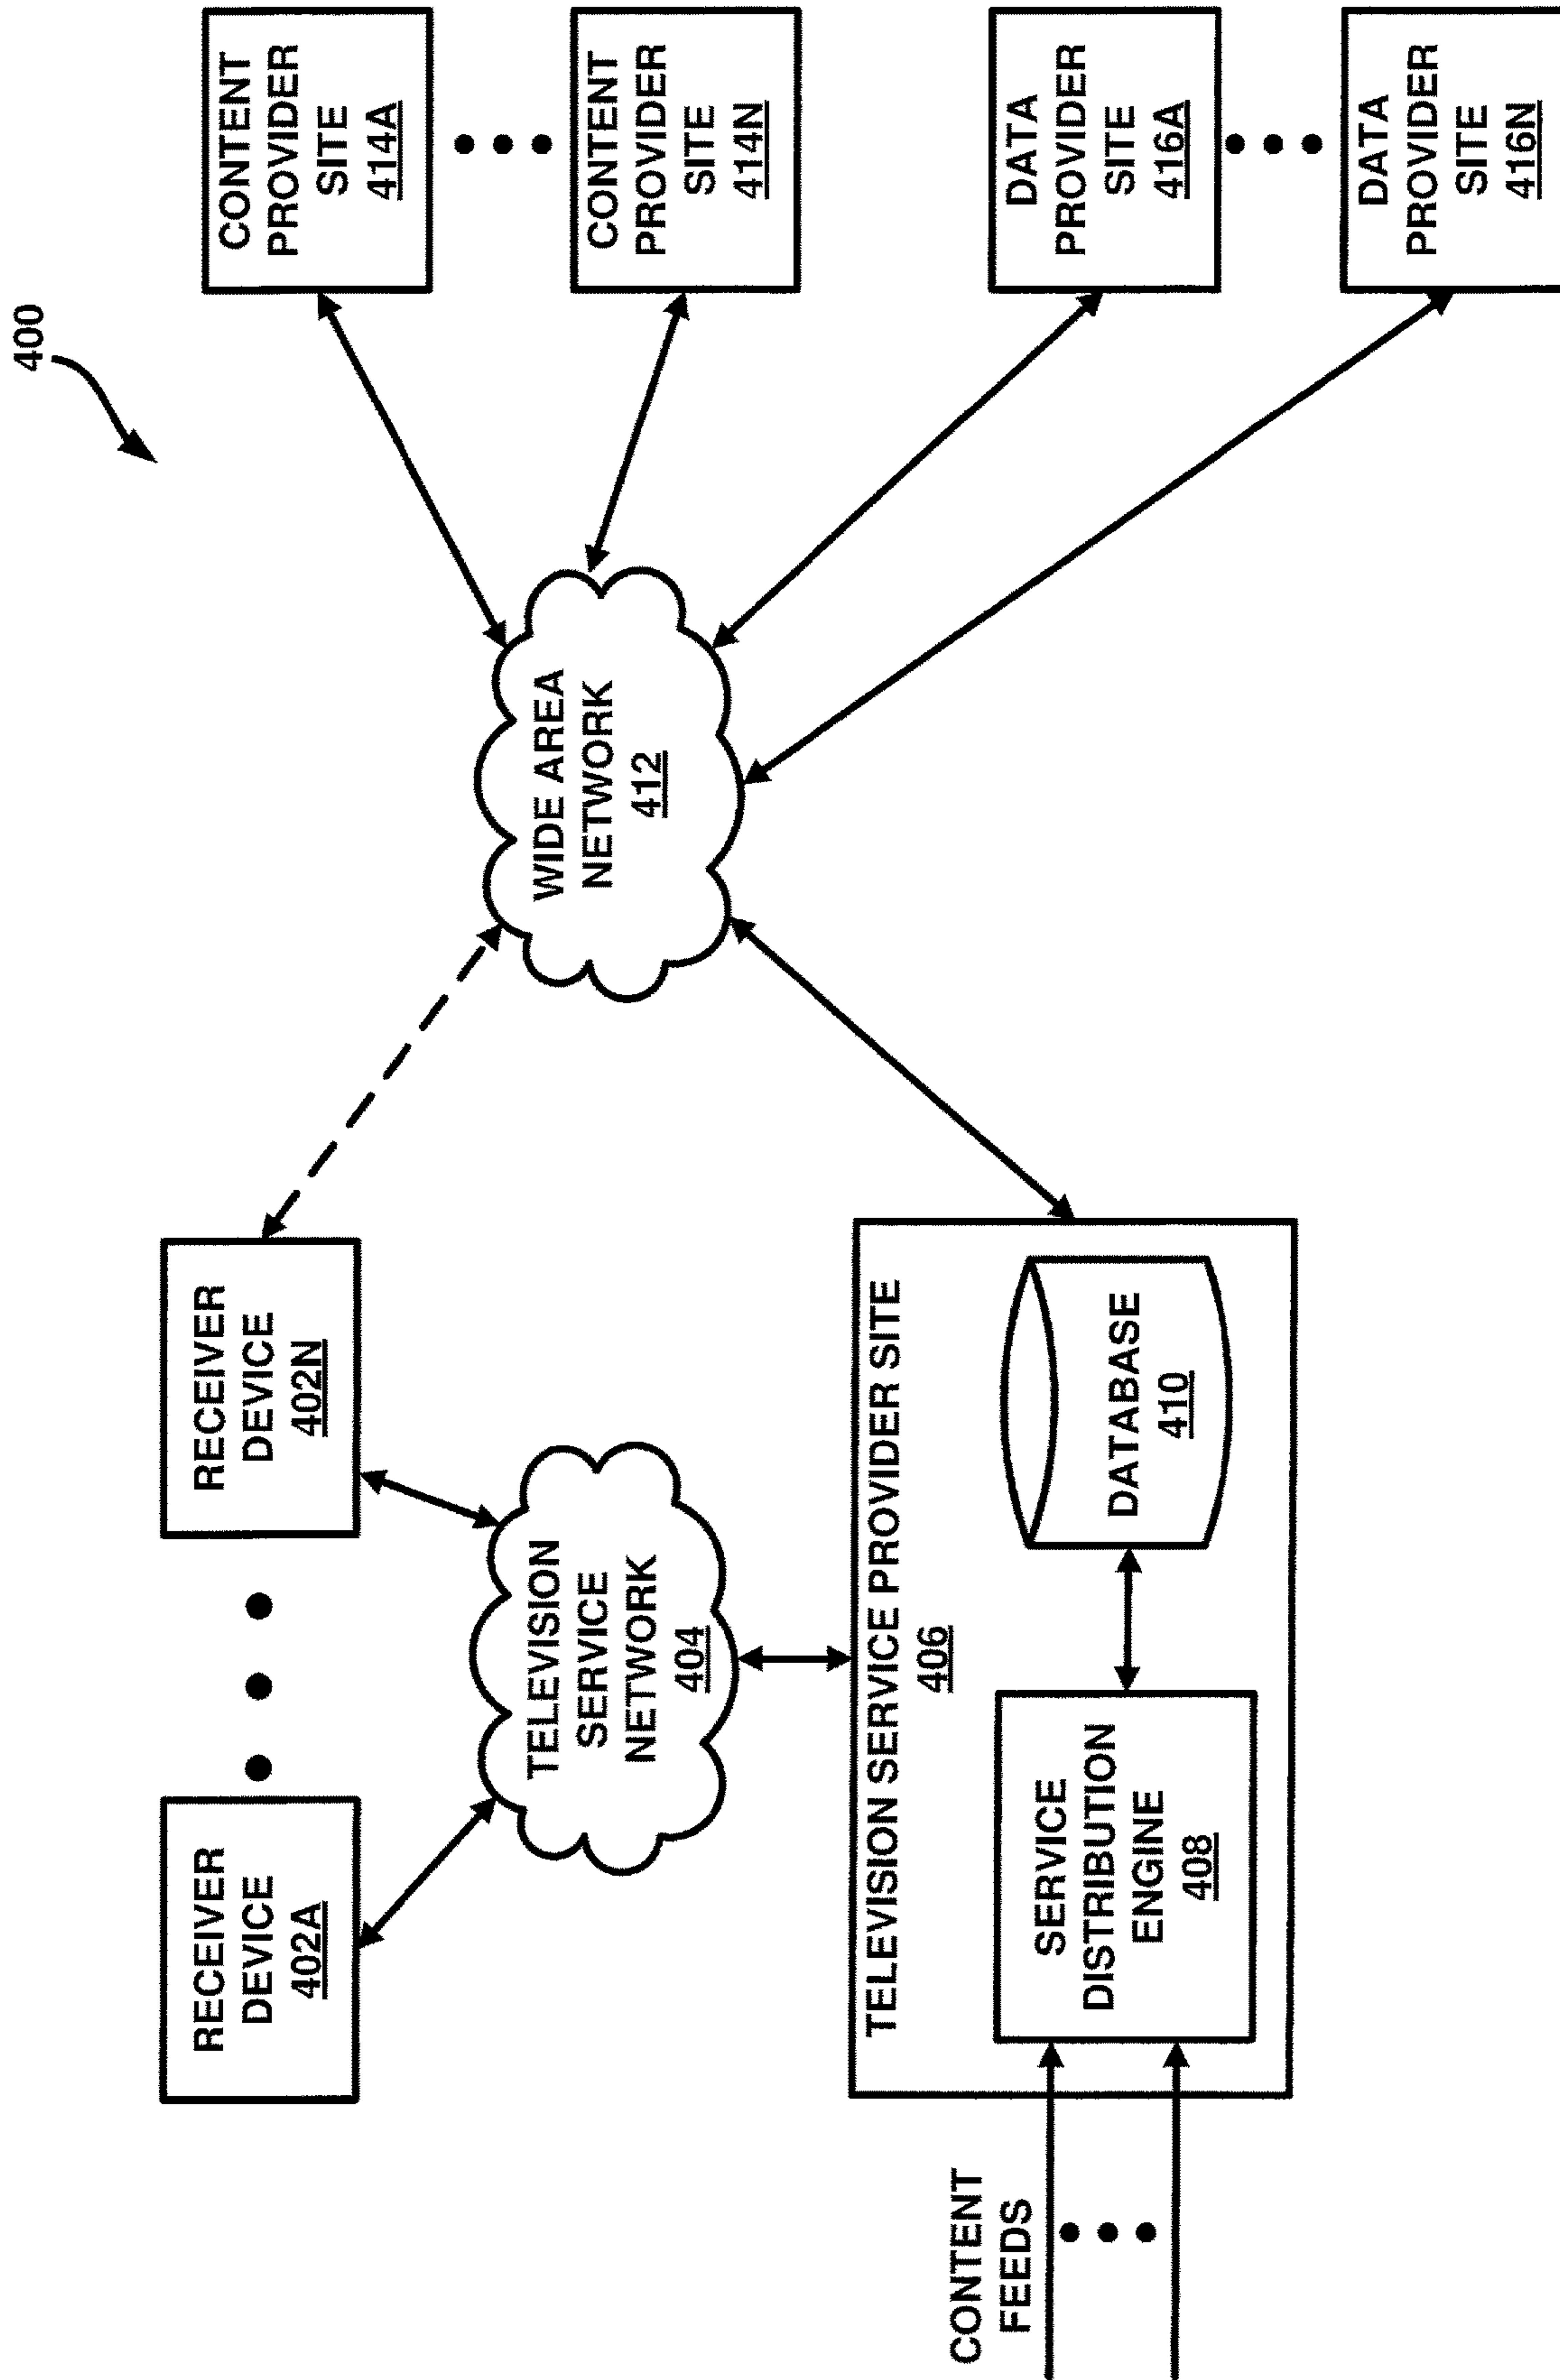 400
RECEIVER
DEVICE
402A
RECEIVER
DEVICE
402N
TELEVISION
SERVICE
NETWORK
404
WIDE AREA
NETWORK
412
CONTENT
PROVIDER
SITE
414A
CONTENT
PROVIDER
SITE
414N
DATA
PROVIDER
SITE
416A
DATA
PROVIDER
SITE
416N
TELEVISION SERVICE PROVIDER SITE
406
SERVICE
DISTRIBUTION
ENGINE
408
DATABASE
410
CONTENT
FEEDS